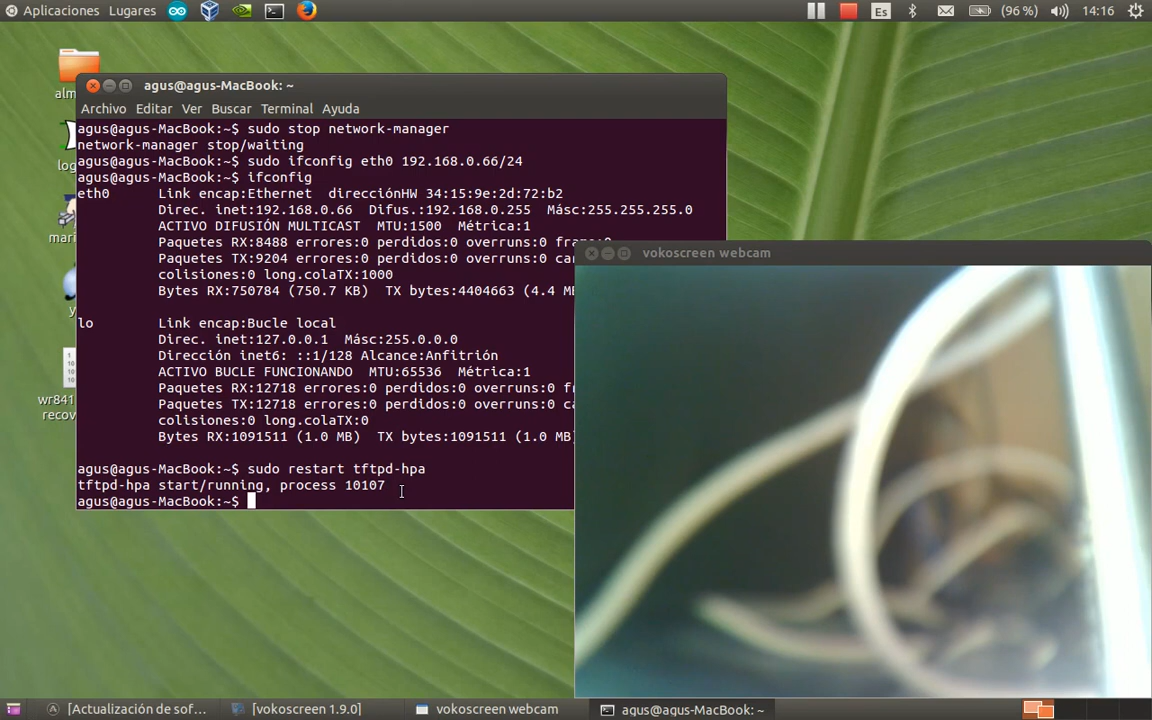 Aplicaciones Lugares Es (96 %) 14:16
agus@agus-MacBook: ~
Archivo Editar Ver Buscar Terminal Ayuda
agus@agus-MacBook:~$ sudo stop network-manager
network-manager stop/waiting
agus@agus-MacBook:~$ sudo ifconfig eth0 192.168.0.66/24
agus@agus-MacBook:~$ ifconfig
eth0 Link encap:Ethernet direcciónHW 34:15:9e:2d:72:b2
Direc. inet:192.168.0.66 Difus.:192.168.0.255 Másc:255.255.255.0
ACTIVO DIFUSIÓN MULTICAST MTU:1500 Métrica:1
Paquetes RX:8488 errores:0 perdidos:0 overruns:0
Paquetes TX:9204 errores:0 perdidos:0 overruns:0
colisiones:0 long.colaTX:1000
Bytes RX:750784 (750.7 KB) TX bytes:4404663 (4.4
lo Link encap:Bucle local
Direc. inet:127.0.0.1 Másc:255.0.0.0
Dirección inet6: ::1/128 Alcance:Anfitrión
ACTIVO BUCLE FUNCIONANDO MTU:65536 Métrica:1
Paquetes RX:12718 errores:0 perdidos:0 overruns:0
Paquetes TX:12718 errores:0 perdidos:0 overruns:0
colisiones:0 long.colaTX:0
Bytes RX:1091511 (1.0 MB) TX bytes:1091511 (1.0 MB)
agus@agus-MacBook:~$ sudo restart tftpd-hpa
tftpd-hpa start/running, process 10107
agus@agus-MacBook:~$
vokoscreen webcam
alm
log
mari
y
wr841
recov
[Actualización de sof... [vokoscreen 1.9.0] vokoscreen webcam agus@agus-MacBook: ~